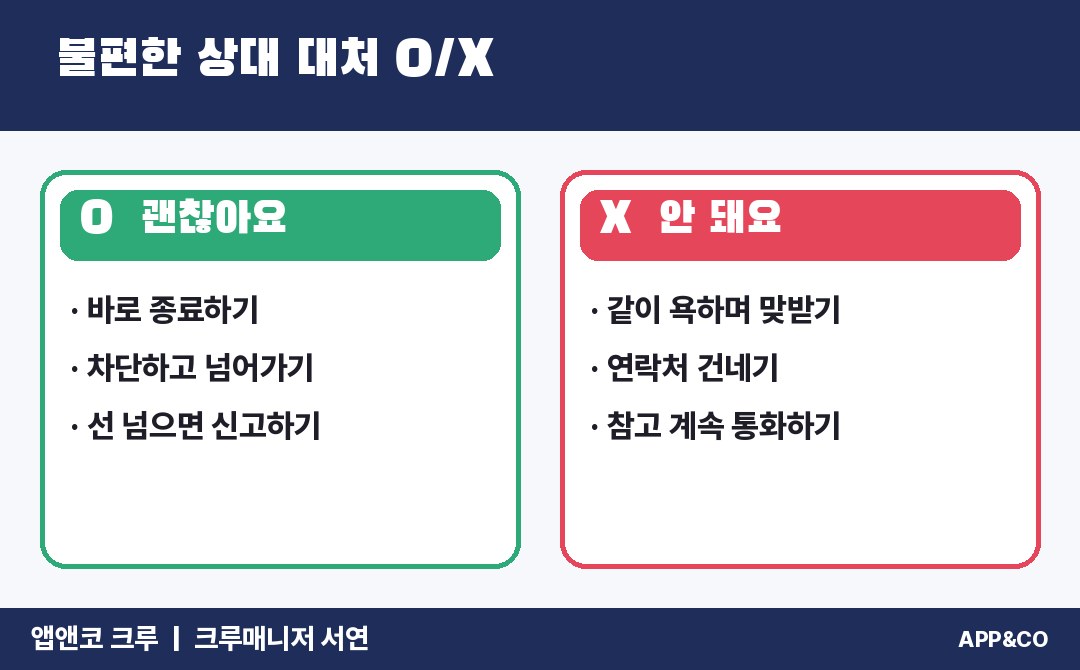 불편한 상대 대처 O/X
O 괜찮아요
· 바로 종료하기
· 차단하고 넘어가기
· 선 넘으면 신고하기
X 안 돼요
· 같이 욕하며 맞받기
· 연락처 건네기
· 참고 계속 통화하기
앱앤코 크루 | 크루매니저 서연
APP&CO